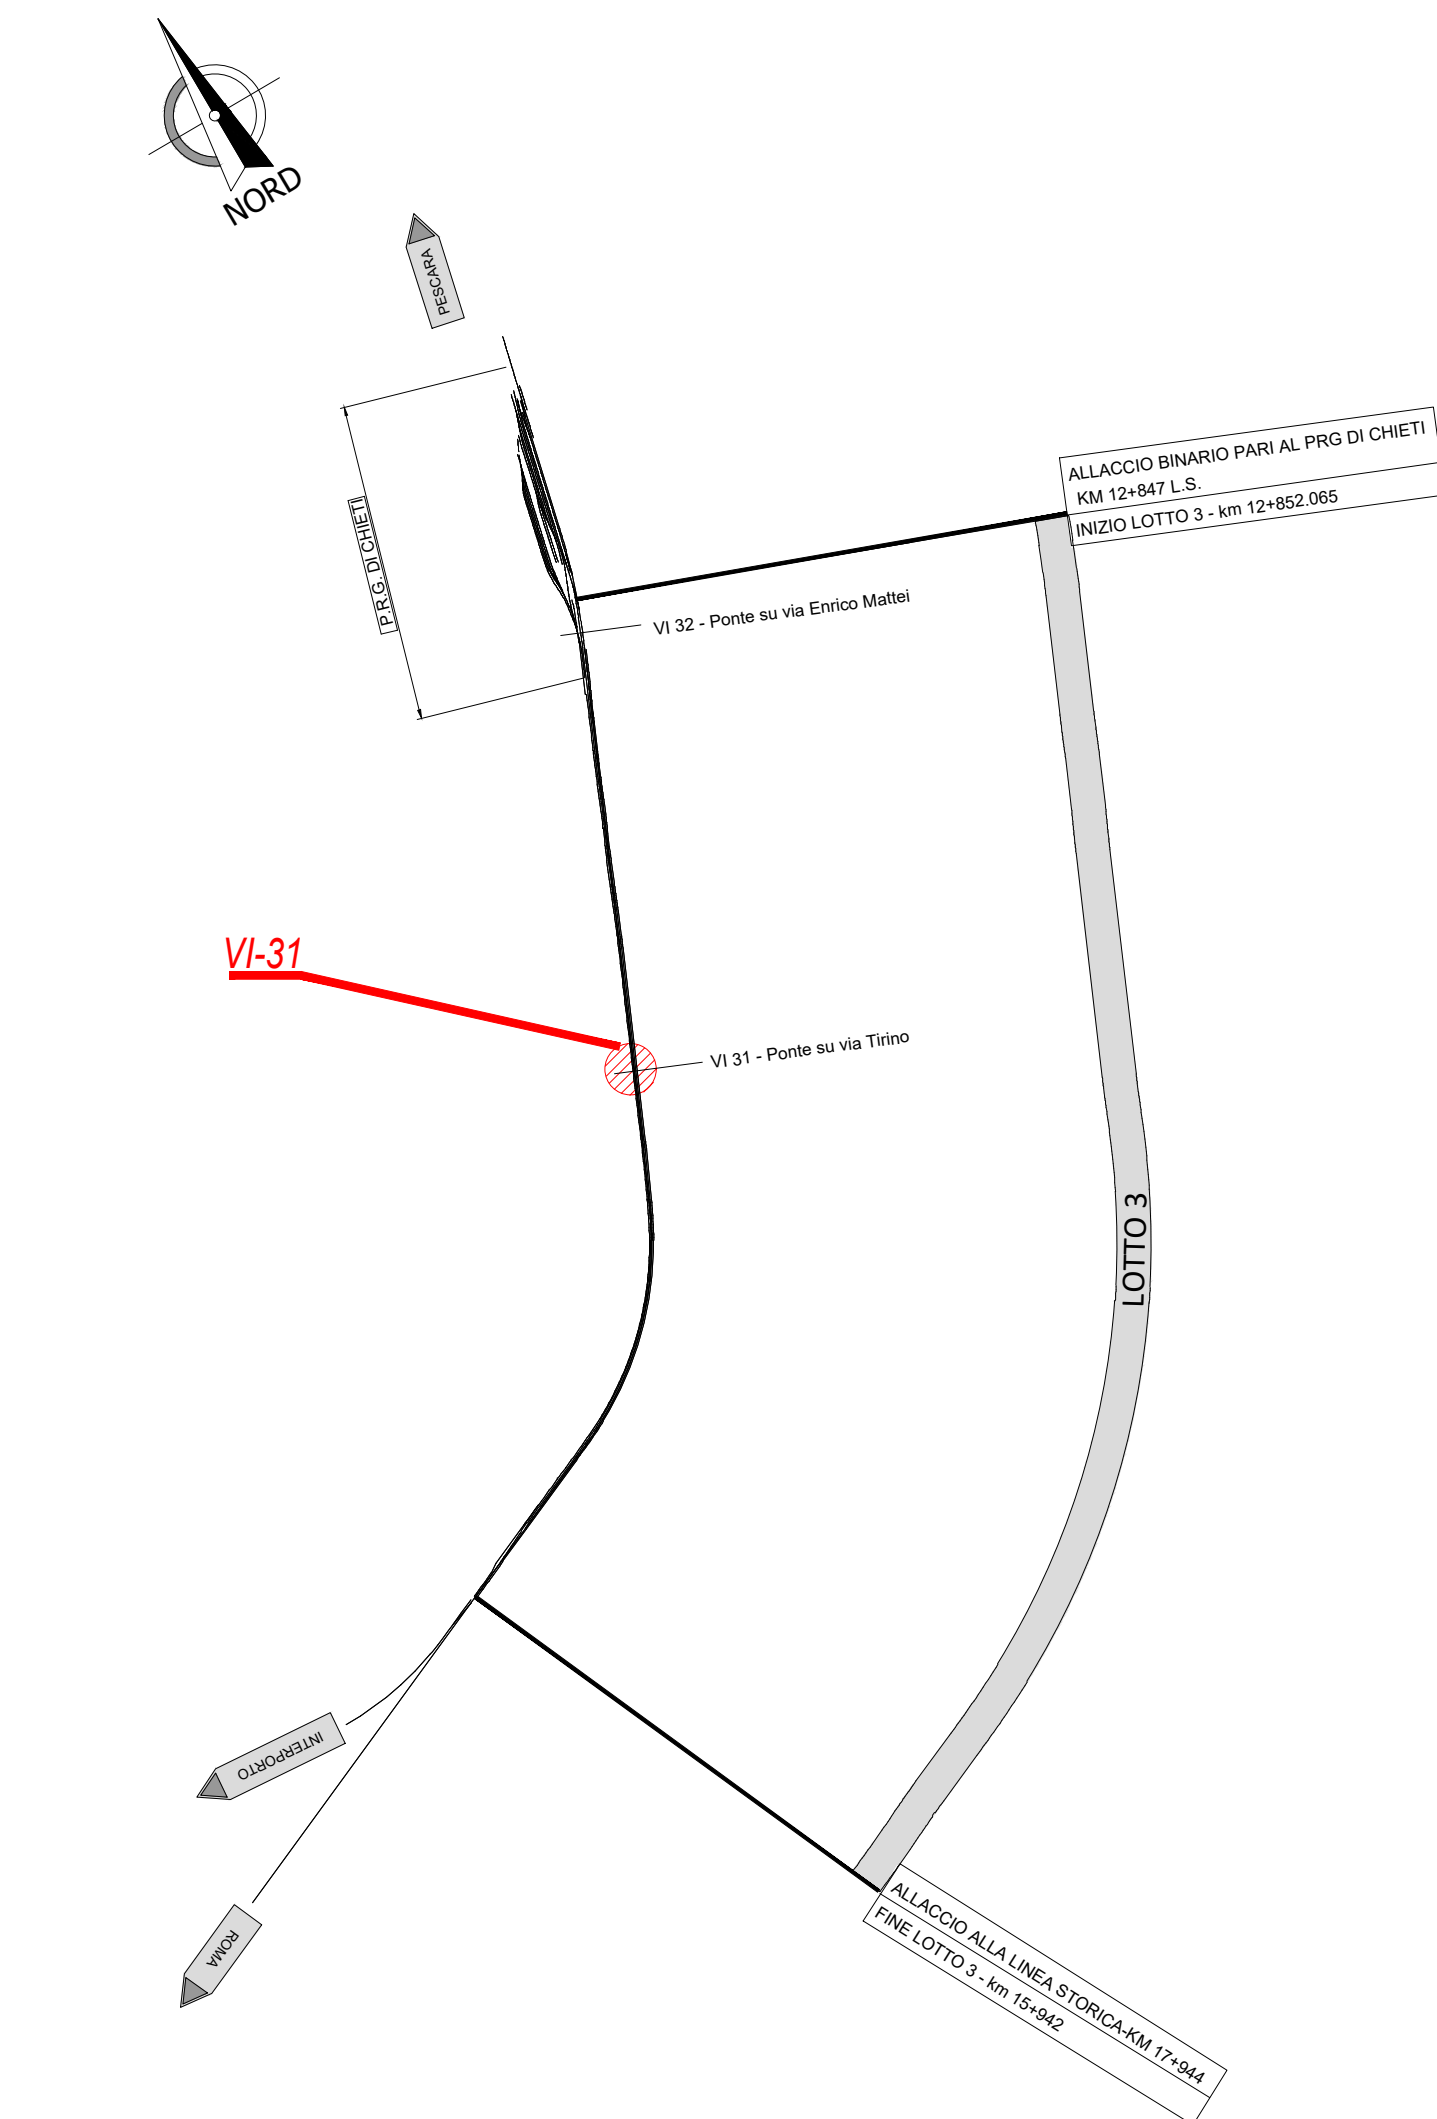 NORD
PESCARA
P.R.G. DI CHIETI
ALLACCIO BINARIO PARI AL PRG DI CHIETI
KM 12+847 L.S.
INIZIO LOTTO 3 - km 12+852.065
VI 32 - Ponte su via Enrico Mattei
VI-31
VI 31 - Ponte su via Tirino
LOTTO 3
INTERPORTO
ROMA
ALLACCIO ALLA LINEA STORICA-KM 17+944
FINE LOTTO 3 - km 15+942